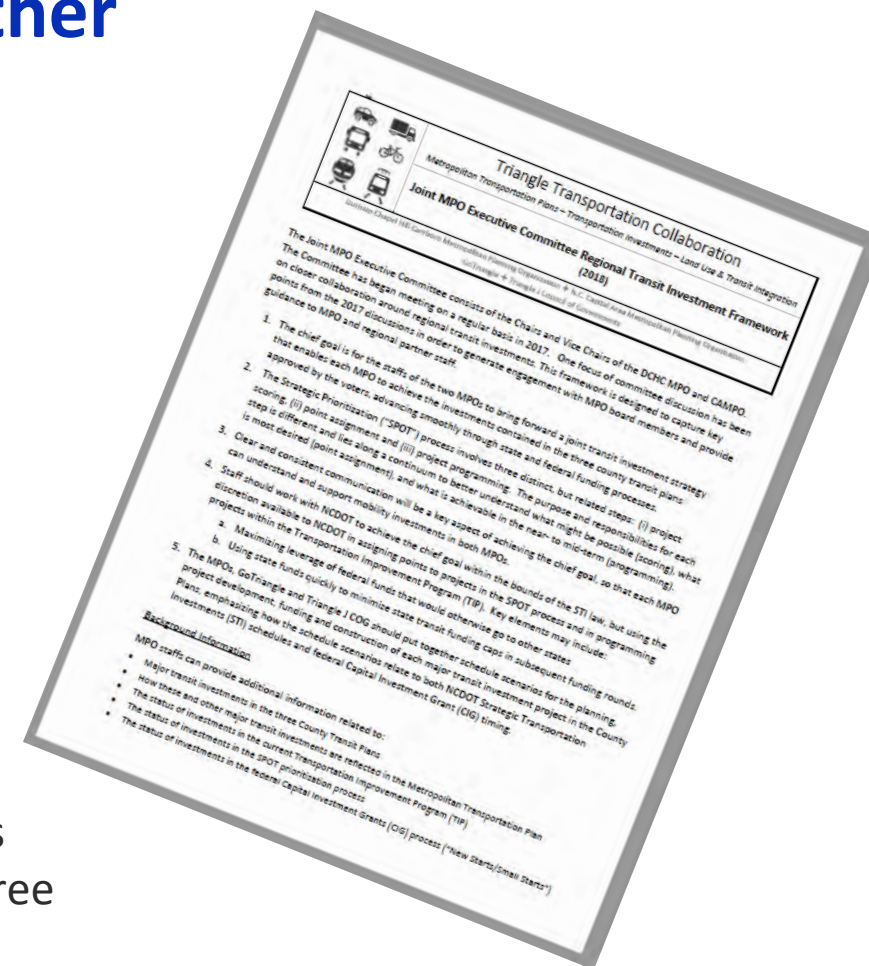 ther
Triangle Transportation Collaboration
Metropolitan Transportation Plans – Transportation Investments – Land Use & Transit Integration
Joint MPO Executive Committee Regional Transit Investment Framework
(2018)
Durham-Chapel Hill-Carrboro Metropolitan Planning Organization + N.C. Capital Area Metropolitan Planning Organization
GoTriangle + Triangle J Council of Governments
The Joint MPO Executive Committee consists of the Chairs and Vice Chairs of the DCHC MPO and CAMPO.
The Committee has began meeting on a regular basis in 2017. One focus of committee discussion has been
on closer collaboration around regional transit investments. This framework is designed to capture key
points from the 2017 discussions in order to generate engagement with MPO board members and provide
guidance to MPO and regional partner staff.
1. The chief goal is for the staffs of the two MPOs to bring forward a joint transit investment strategy
that enables each MPO to achieve the investments contained in the three county transit plans
approved by the voters, advancing smoothly through state and federal funding processes.
2. The Strategic Prioritization ("SPOT") process involves three distinct, but related steps: (i) project
scoring, (ii) point assignment and (iii) project programming. The purpose and responsibilities for each
step is different and lies along a continuum to better understand what might be possible (scoring), what
is most desired (point assignment), and what is achievable in the near- to mid-term (programming).
3. Clear and consistent communication will be a key aspect of achieving the chief goal, so that each MPO
can understand and support mobility investments in both MPOs.
4. Staff should work with NCDOT to achieve the chief goal within the bounds of the STI law, but using the
discretion available to NCDOT in assigning points to projects in the SPOT process and in programming
projects within the Transportation Improvement Program (TIP). Key elements may include:
a. Maximizing leverage of federal funds that would otherwise go to other states
b. Using state funds quickly to minimize state transit funding caps in subsequent funding rounds.
5. The MPOs, GoTriangle and Triangle J COG should put together schedule scenarios for the planning,
project development, funding and construction of each major transit investment project in the County
Plans, emphasizing how the schedule scenarios relate to both NCDOT Strategic Transportation
Investments (STI) schedules and federal Capital Investment Grant (CIG) timing.
Background Information
MPO staffs can provide additional information related to:
• Major transit investments in the three County Transit Plans
• How these and other major transit investments are reflected in the Metropolitan Transportation Plan
• The status of investments in the current Transportation Improvement Program (TIP)
• The status of investments in the SPOT prioritization process
• The status of investments in the federal Capital Investment Grants (CIG) process ("New Starts/Small Starts")
s
ree